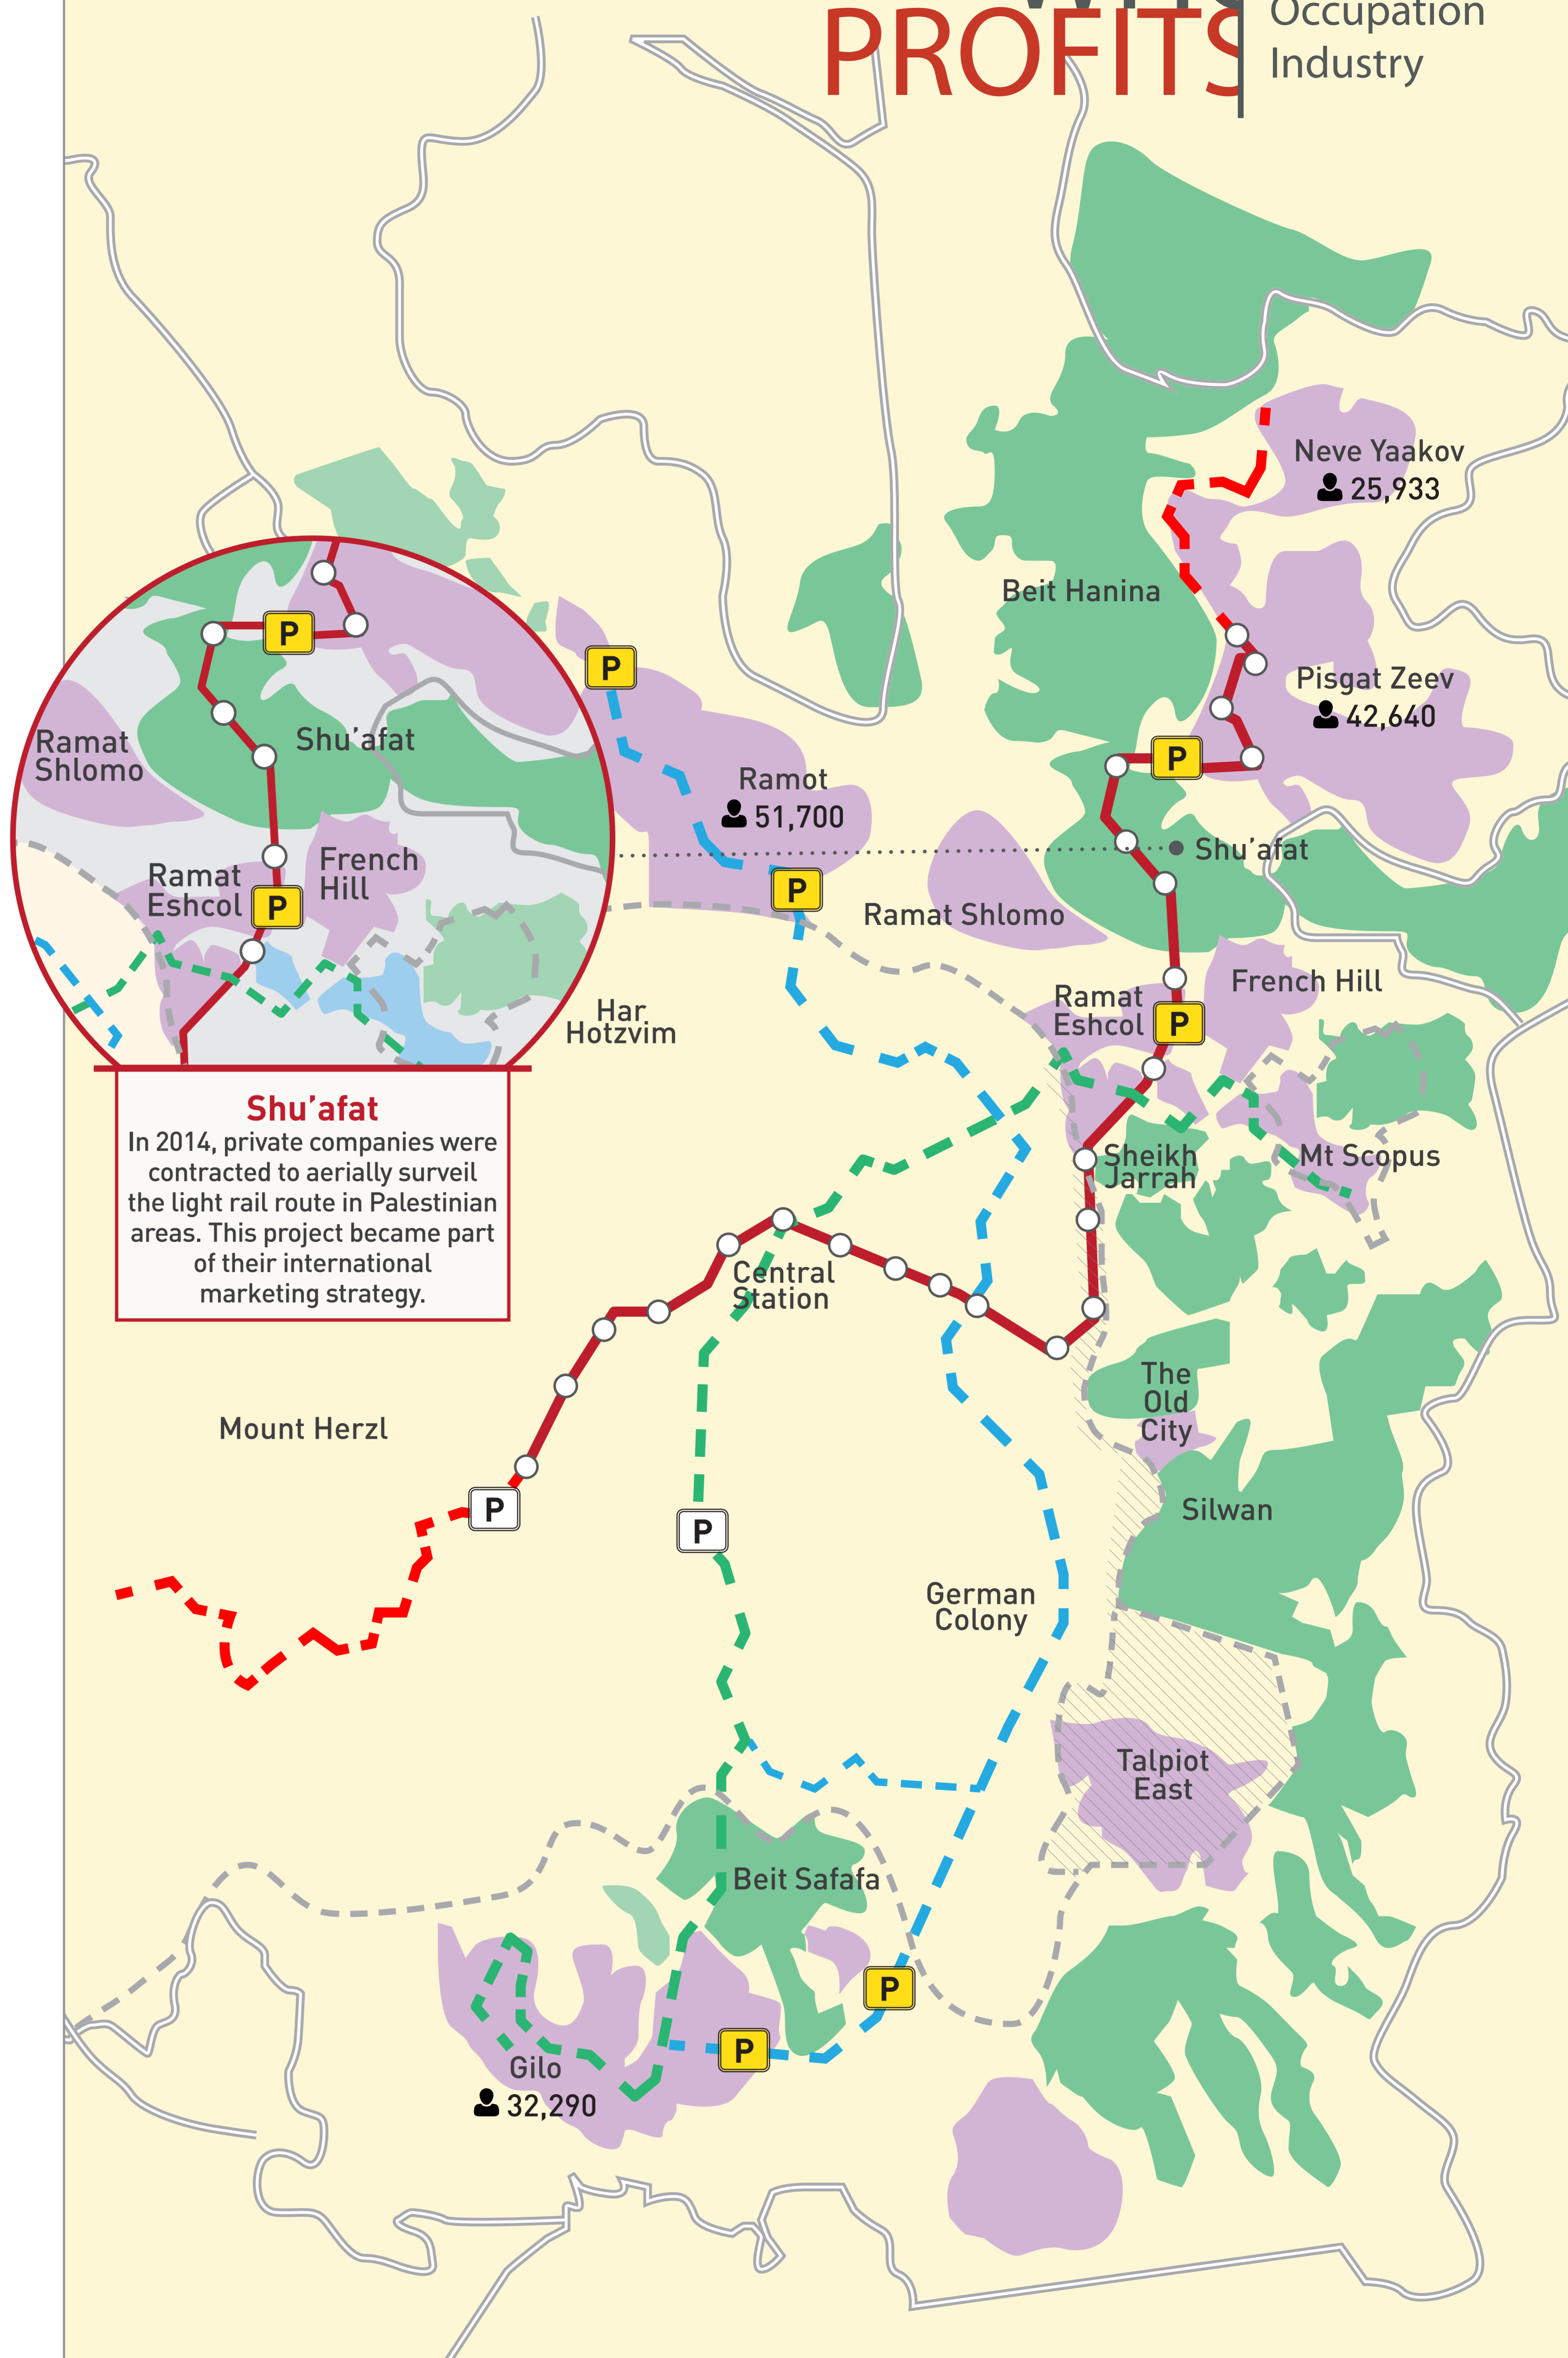 PROFITS
Occupation
Industry
Neve Yaakov
25,933
Beit Hanina
P
P
Pisgat Zeev
42,640
Shu'afat
Ramat
Shlomo
Ramot
51,700
P
Shu'afat
French
Hill
Ramat
Eshcol
P
P
Ramat Shlomo
French Hill
Ramat
Eshcol
P
Har
Hotzvim
Shu'afat
In 2014, private companies were
contracted to aerially surveil
the light rail route in Palestinian
areas. This project became part
of their international
marketing strategy.
Sheikh
Jarrah
Mt Scopus
Central
Station
The
Old
City
Mount Herzl
P
P
Silwan
German
Colony
Talpiot
East
Beit Safafa
P
P
Gilo
32,290